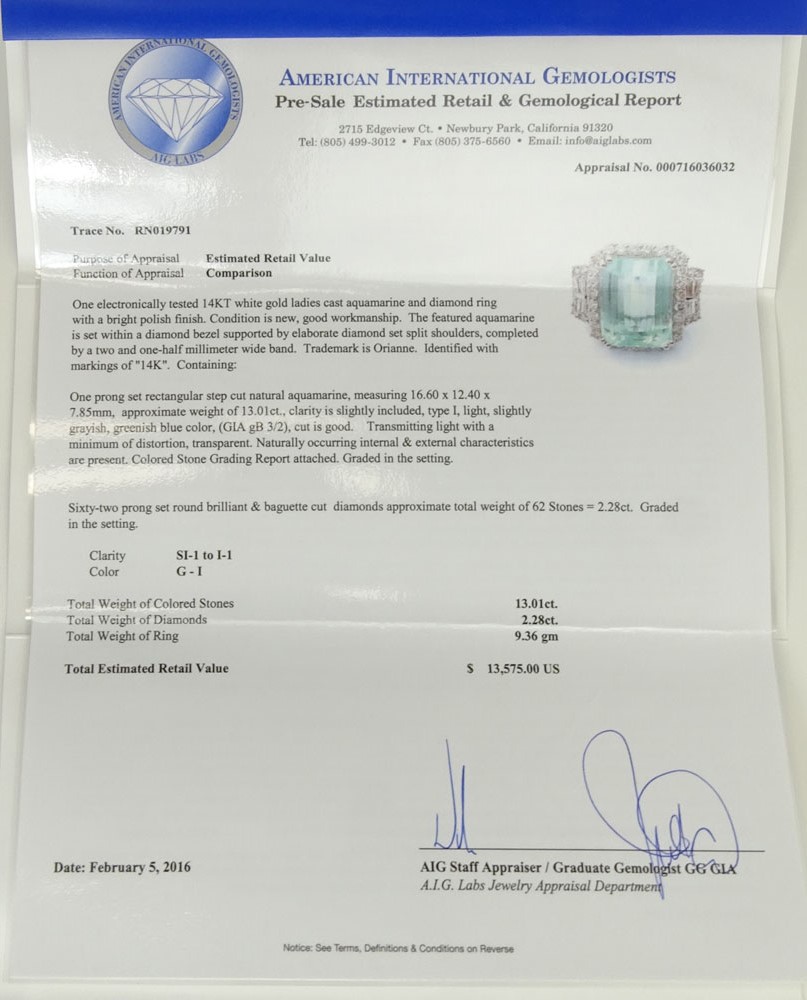 AMERICAN INTERNATIONAL GEMOLOGISTS
AIG LABS
AMERICAN INTERNATIONAL GEMOLOGISTS
Pre-Sale Estimated Retail & Gemological Report
2715 Edgeview Ct. • Newbury Park, California 91320
Tel: (805) 499-3012 • Fax (805) 375-6560 • Email: info@aiglabs.com
Appraisal No. 000716036032
Trace No. RN019791
Purpose of Appraisal Estimated Retail Value
Function of Appraisal Comparison
One electronically tested 14KT white gold ladies cast aquamarine and diamond ring
with a bright polish finish. Condition is new, good workmanship. The featured aquamarine
is set within a diamond bezel supported by elaborate diamond set split shoulders, completed
by a two and one-half millimeter wide band. Trademark is Orianne. Identified with
markings of "14K". Containing:
One prong set rectangular step cut natural aquamarine, measuring 16.60 x 12.40 x
7.85mm, approximate weight of 13.01ct., clarity is slightly included, type I, light, slightly
grayish, greenish blue color, (GIA gB 3/2), cut is good. Transmitting light with a
minimum of distortion, transparent. Naturally occurring internal & external characteristics
are present. Colored Stone Grading Report attached. Graded in the setting.
Sixty-two prong set round brilliant & baguette cut diamonds approximate total weight of 62 Stones = 2.28ct. Graded
in the setting.
Clarity SI-1 to I-1
Color G - I
Total Weight of Colored Stones 13.01ct.
Total Weight of Diamonds 2.28ct.
Total Weight of Ring 9.36 gm
Total Estimated Retail Value $ 13,575.00 US
Date: February 5, 2016
AIG Staff Appraiser / Graduate Gemologist GG GIA
A.I.G. Labs Jewelry Appraisal Department
Notice: See Terms, Definitions & Conditions on Reverse